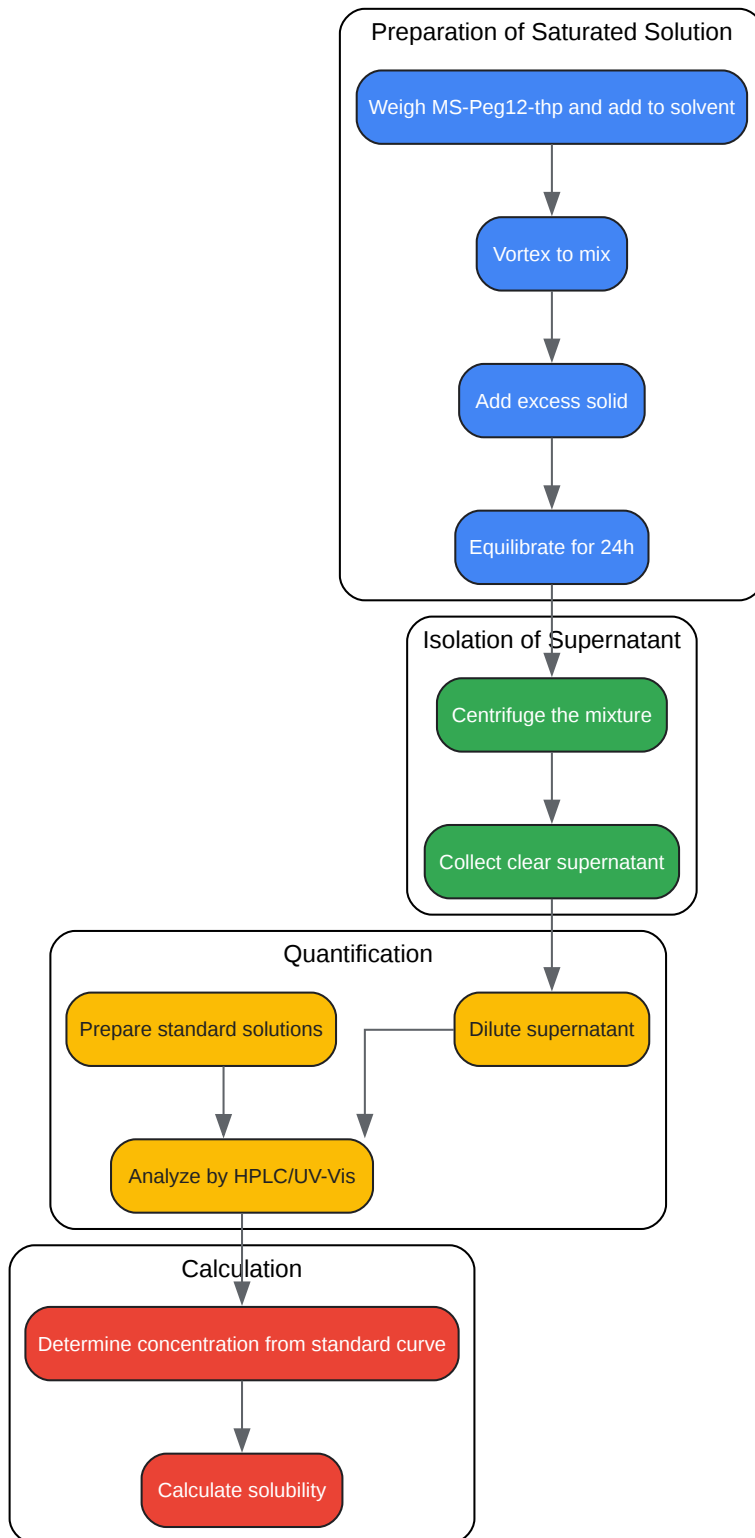 Preparation of Saturated Solution
Weigh MS-Peg12-thp and add to solvent
Vortex to mix
Add excess solid
Equilibrate for 24h
Isolation of Supernatant
Centrifuge the mixture
Collect clear supernatant
Quantification
Prepare standard solutions
Dilute supernatant
Analyze by HPLC/UV-Vis
Calculation
Determine concentration from standard curve
Calculate solubility